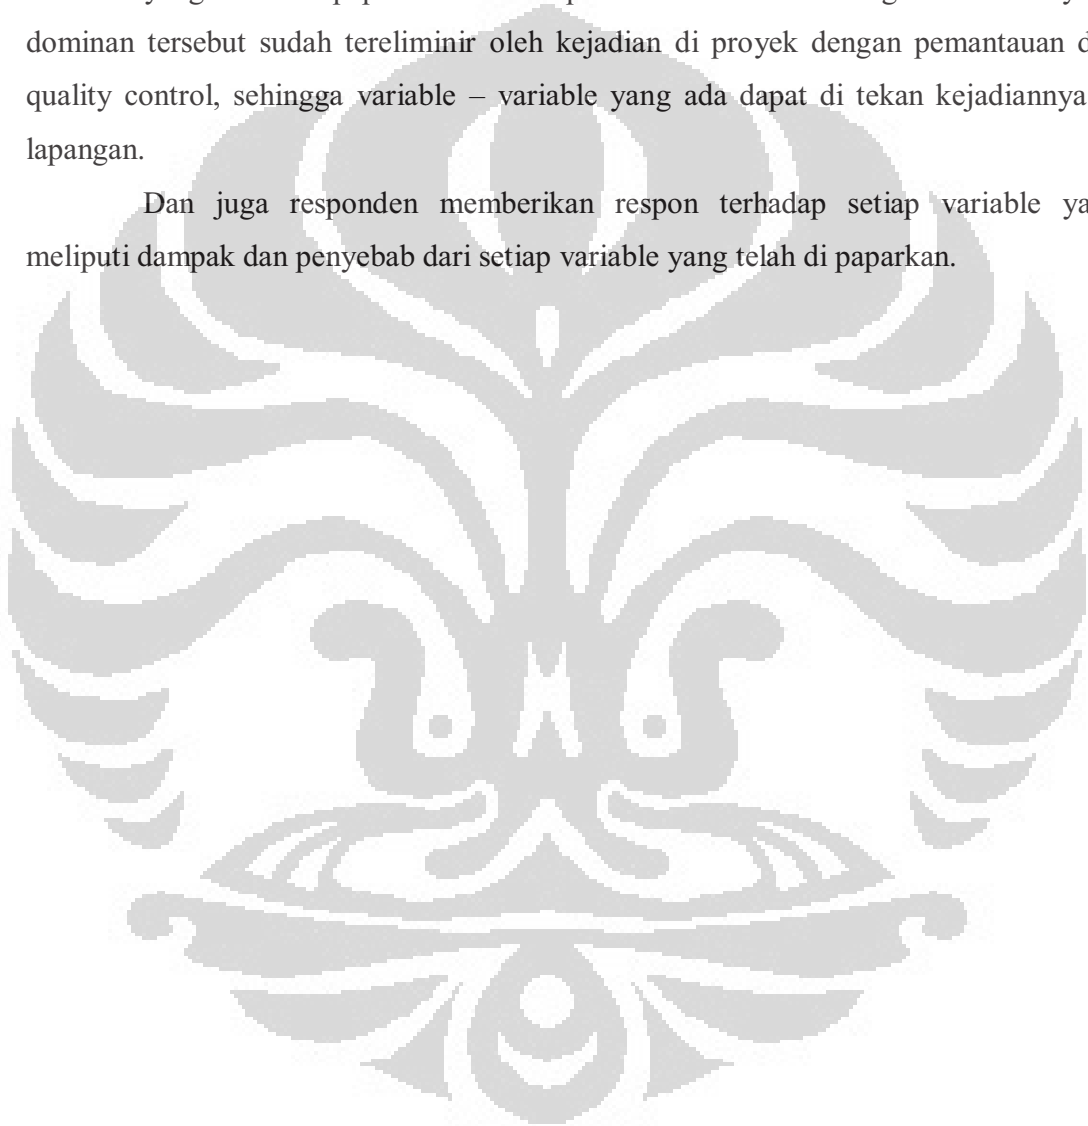 dominan tersebut sudah tereliminir oleh kejadian di proyek dengan pemantauan
quality control, sehingga variable – variable yang ada dapat di tekan kejadiannya
lapangan.
Dan juga responden memberikan respon terhadap setiap variable
meliputi dampak dan penyebab dari setiap variable yang telah di paparkan.